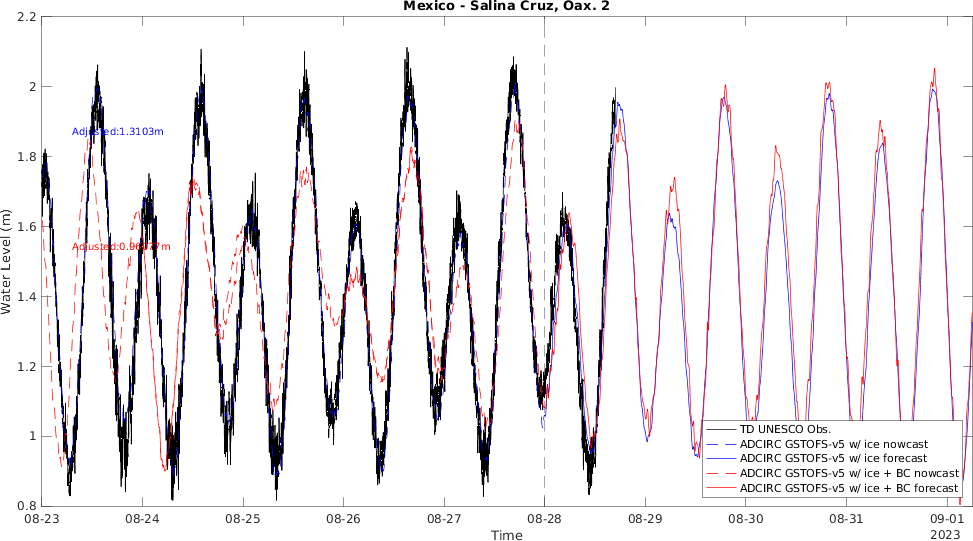 Mexico - Salina Cruz, Oax. 2
2.2
2
1.8
1.6
1.4
1.2
1
0.8
Water Level (m)
Adjusted:1.3103m
TD UNESCO Obs.
ADCIRC GSTOFS-v5 w/ ice nowcast
ADCIRC GSTOFS-v5 w/ ice forecast
ADCIRC GSTOFS-v5 w/ ice + BC nowcast
ADCIRC GSTOFS-v5 w/ ice + BC forecast
08-23 08-24 08-25 08-26 08-27 08-28 08-29 08-30 08-31 09-01
2023
Time